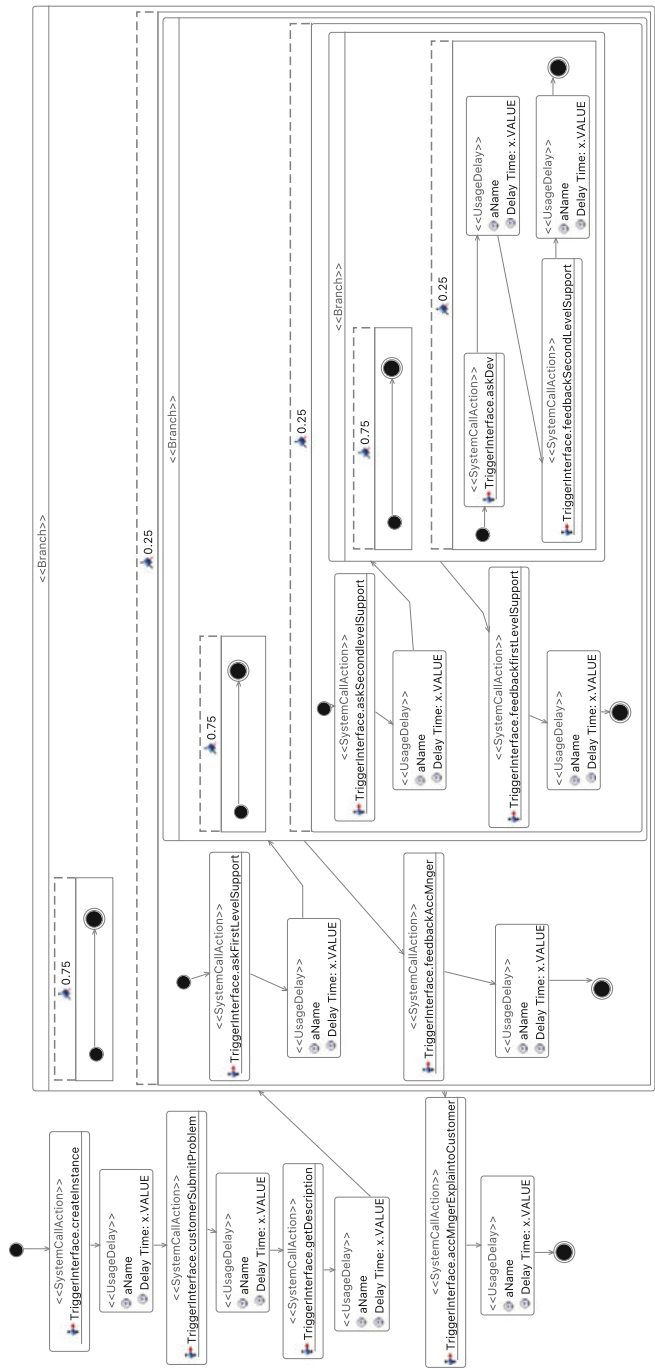 <<SystemCallAction>>
TriggerInterface.createInstance
<<UsageDelay>>
aName
Delay Time: x.VALUE
<<SystemCallAction>>
TriggerInterface.customerSubmitProblem
<<UsageDelay>>
aName
Delay Time: x.VALUE
<<SystemCallAction>>
TriggerInterface.getDescription
<<UsageDelay>>
aName
Delay Time: x.VALUE
<<Branch>>
0.75
0.25
<<SystemCallAction>>
TriggerInterface.askFirstLevelSupport
<<UsageDelay>>
aName
Delay Time: x.VALUE
<<Branch>>
0.75
0.25
<<SystemCallAction>>
TriggerInterface.askSecondlevelSupport
<<UsageDelay>>
aName
Delay Time: x.VALUE
<<Branch>>
0.75
0.25
<<SystemCallAction>>
TriggerInterface.askDev
<<UsageDelay>>
aName
Delay Time: x.VALUE
<<SystemCallAction>>
TriggerInterface.feedbackSecondLevelSupport
<<UsageDelay>>
aName
Delay Time: x.VALUE
<<SystemCallAction>>
TriggerInterface.feedbackfirstLevelSupport
<<UsageDelay>>
aName
Delay Time: x.VALUE
<<SystemCallAction>>
TriggerInterface.feedbackAccMnger
<<UsageDelay>>
aName
Delay Time: x.VALUE
<<SystemCallAction>>
TriggerInterface.accMngerExplaintoCustomer
<<UsageDelay>>
aName
Delay Time: x.VALUE